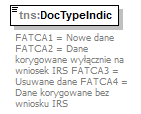 tns:DocTypeIndic
FATCA1 = Nowe dane
FATCA2 = Dane
korygowane wyłącznie na
wniosek IRS FATCA3 =
Usuwane dane FATCA4 =
Dane korygowane bez
wniosku IRS